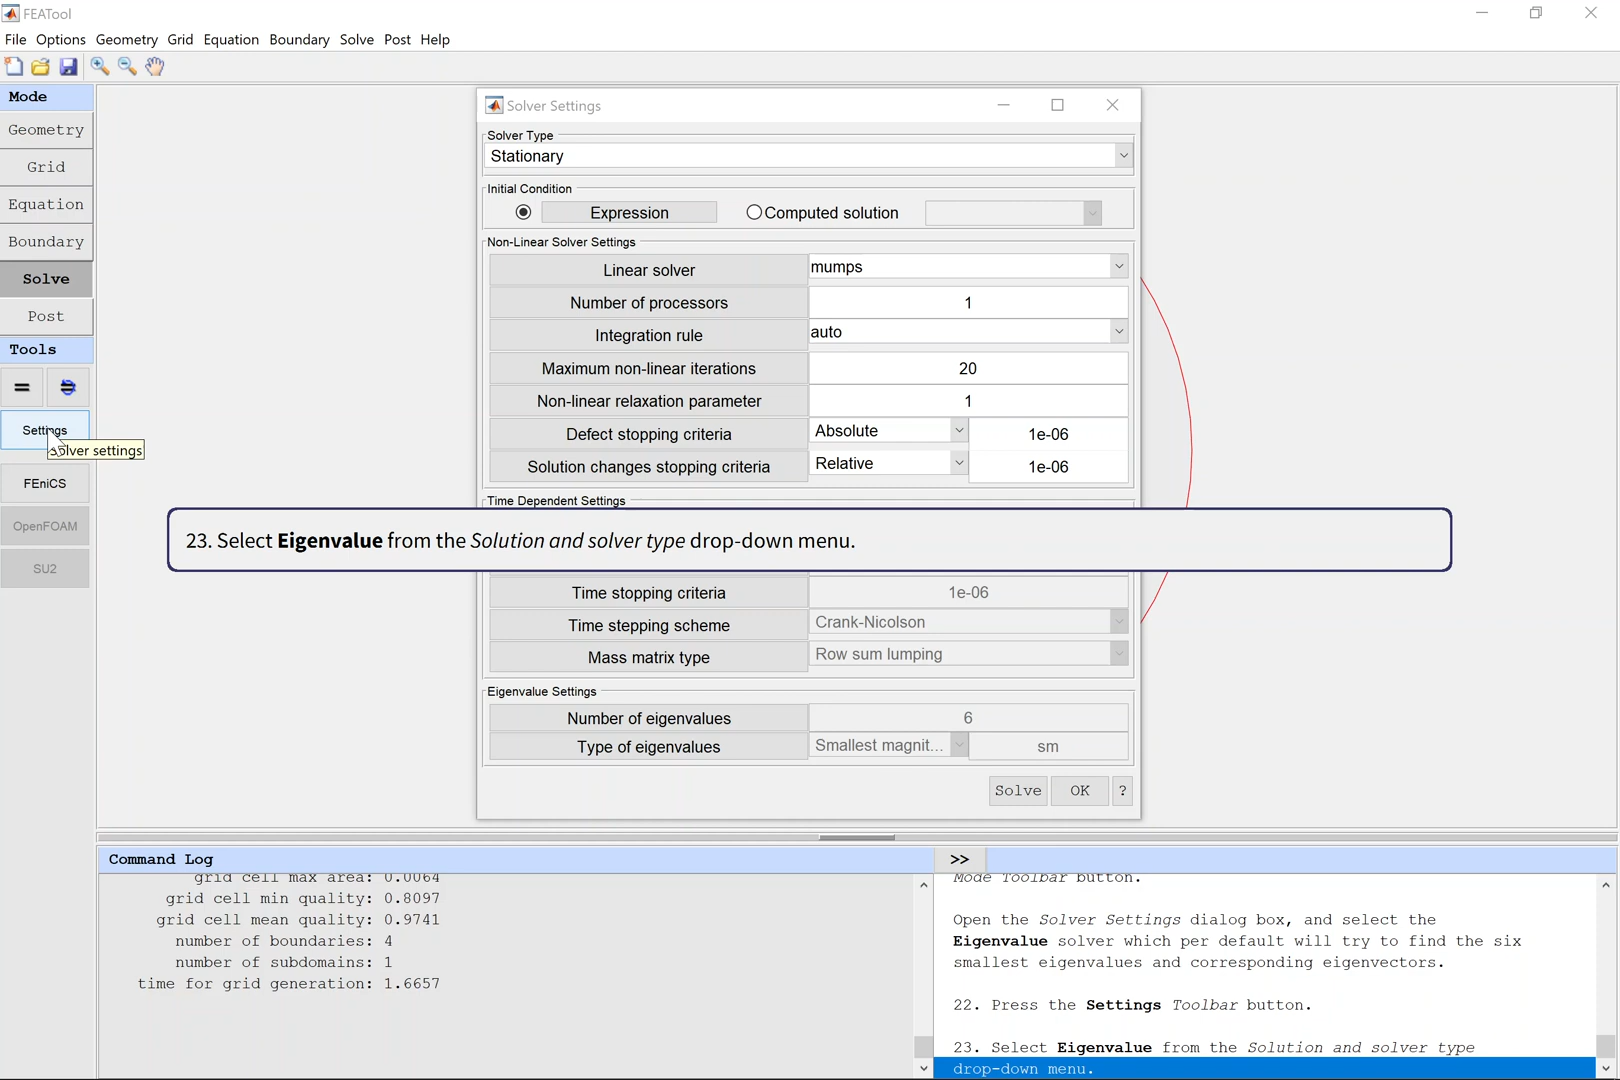 FEATool
File Options Geometry Grid Equation Boundary Solve Post Help
Mode
Geometry
Grid
Equation
Boundary
Solve
Post
Tools
Settings
Solver settings
FEniCS
OpenFOAM
SU2
Solver Settings
Solver Type
Stationary
Initial Condition
Expression Computed solution
Non-Linear Solver Settings
Linear solver mumps
Number of processors 1
Integration rule auto
Maximum non-linear iterations 20
Non-linear relaxation parameter 1
Defect stopping criteria Absolute 1e-06
Solution changes stopping criteria Relative 1e-06
Time Dependent Settings
23. Select Eigenvalue from the Solution and solver type drop-down menu.
Time stopping criteria 1e-06
Time stepping scheme Crank-Nicolson
Mass matrix type Row sum lumping
Eigenvalue Settings
Number of eigenvalues 6
Type of eigenvalues Smallest magnit... sm
Solve OK ?
Command Log
grid cell max area: 0.0064
grid cell min quality: 0.8097
grid cell mean quality: 0.9741
number of boundaries: 4
number of subdomains: 1
time for grid generation: 1.6657
>>
Mode Toolbar button.
Open the Solver Settings dialog box, and select the
Eigenvalue solver which per default will try to find the six
smallest eigenvalues and corresponding eigenvectors.
22. Press the Settings Toolbar button.
23. Select Eigenvalue from the Solution and solver type
drop-down menu.